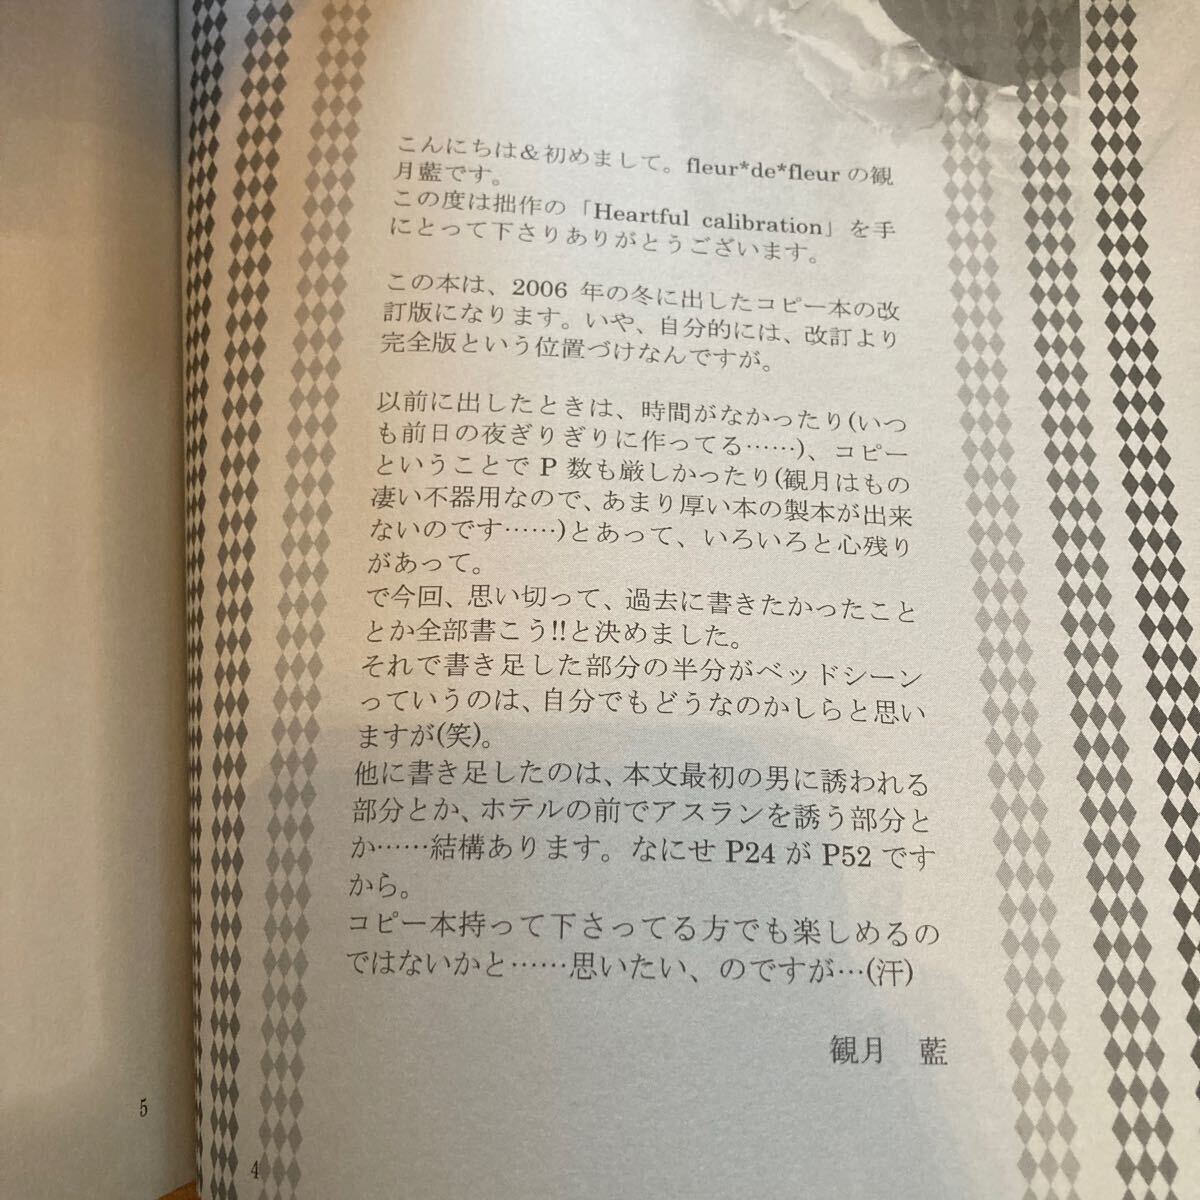 こんにちは＆初めまして。fleur*de*fleurの観
月藍です。
この度は拙作の「Heartful calibration」を手
にとって下さりありがとうございます。
この本は、2006 年の冬に出したコピー本の改
訂版になります。いや、自分的には、改訂より
完全版という位置づけなんですが。
以前に出したときは、時間がなかったり(いつ
も前日の夜ぎりぎりに作ってる……)、コピー
ということで P 数も厳しかったり(観月はもの
凄い不器用なので、あまり厚い本の製本が出来
ないのです……)とあって、いろいろと心残り
があって。
で今回、思い切って、過去に書きたかったこと
とか全部書こう!!と決めました。
それで書き足した部分の半分がベッドシーン
っていうのは、自分でもどうなのかしらと思い
ますが(笑)。
他に書き足したのは、本文最初の男に誘われる
部分とか、ホテルの前でアスランを誘う部分と
か……結構あります。なにせ P24 が P52 です
から。
コピー本持って下さってる方でも楽しめるの
ではないかと……思いたい、のですが…(汗)
観月　藍
5
4